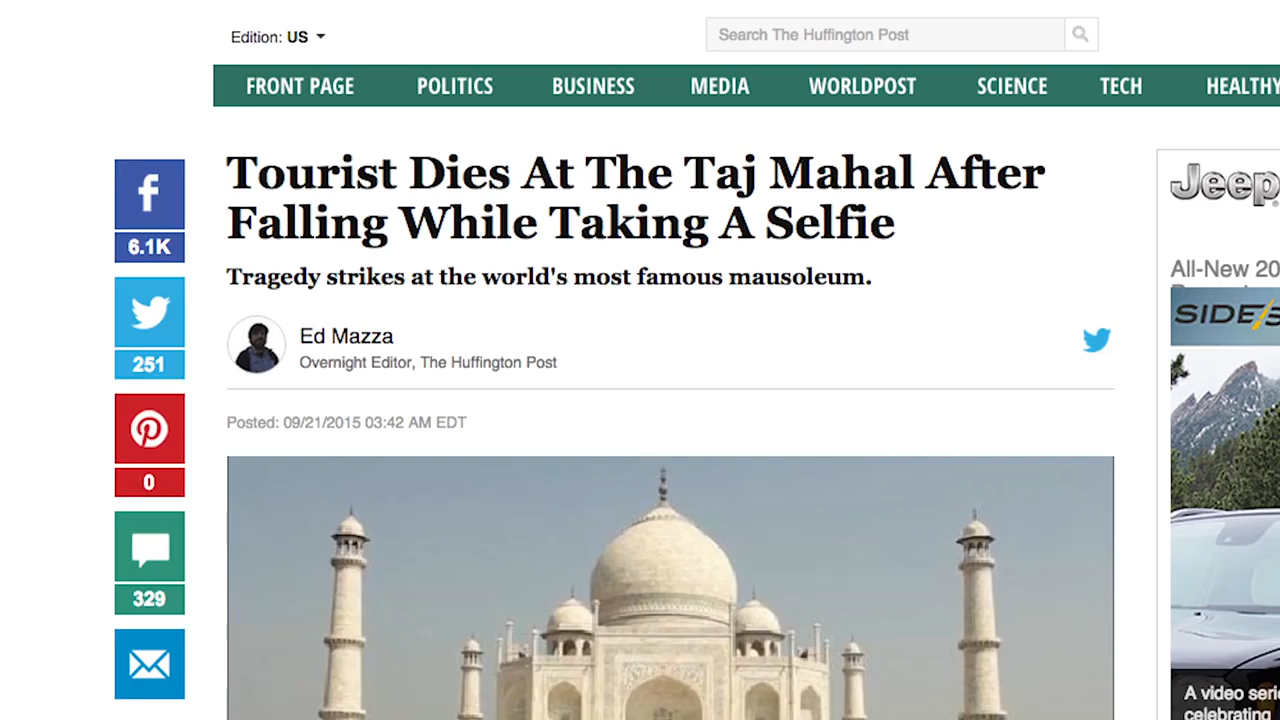 Edition: US
Search The Huffington Post
FRONT PAGE POLITICS BUSINESS MEDIA WORLDPOST SCIENCE TECH HEALTHY
Tourist Dies At The Taj Mahal After
Falling While Taking A Selfie
Tragedy strikes at the world's most famous mausoleum.
Ed Mazza
Overnight Editor, The Huffington Post
Posted: 09/21/2015 03:42 AM EDT
6.1K
251
0
329
Jeep
All-New 20
SIDE/S
A video seri
celebrating